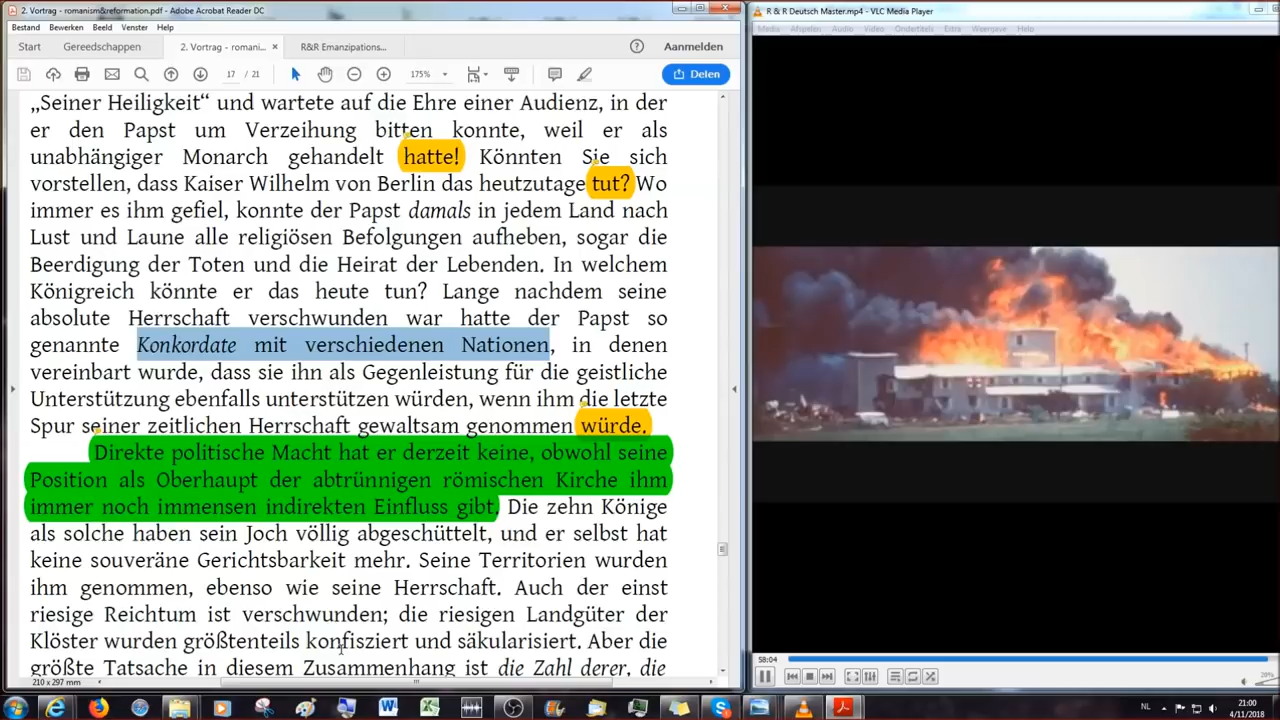 2. Vortrag - romanism&reformation.pdf - Adobe Acrobat Reader DC
Bestand Bewerken Beeld Venster Help
Start Gereedschappen 2. Vortrag - romani... × R&R Emanzipations... Aanmelden
17 / 21 175% Delen
„Seiner Heiligkeit“ und wartete auf die Ehre einer Audienz, in der
er den Papst um Verzeihung bitten konnte, weil er als
unabhängiger Monarch gehandelt hatte! Könnten Sie sich
vorstellen, dass Kaiser Wilhelm von Berlin das heutzutage tut? Wo
immer es ihm gefiel, konnte der Papst damals in jedem Land nach
Lust und Laune alle religiösen Befolgungen aufheben, sogar die
Beerdigung der Toten und die Heirat der Lebenden. In welchem
Königreich könnte er das heute tun? Lange nachdem seine
absolute Herrschaft verschwunden war hatte der Papst so
genannte Konkordate mit verschiedenen Nationen, in denen
vereinbart wurde, dass sie ihn als Gegenleistung für die geistliche
Unterstützung ebenfalls unterstützen würden, wenn ihm die letzte
Spur seiner zeitlichen Herrschaft gewaltsam genommen würde.
Direkte politische Macht hat er derzeit keine, obwohl seine
Position als Oberhaupt der abtrünnigen römischen Kirche ihm
immer noch immensen indirekten Einfluss gibt. Die zehn Könige
als solche haben sein Joch völlig abgeschüttelt, und er selbst hat
keine souveräne Gerichtsbarkeit mehr. Seine Territorien wurden
ihm genommen, ebenso wie seine Herrschaft. Auch der einst
riesige Reichtum ist verschwunden; die riesigen Landgüter der
Klöster wurden größtenteils konfisziert und säkularisiert. Aber die
größte Tatsache in diesem Zusammenhang ist die Zahl derer, die
210 x 297 mm
R & R Deutsch Master.mp4 - VLC Media Player
Media Afspelen Audio Video Ondertitels Extra Weergave Help
58:04
28%
NL 21:00
4/11/2018